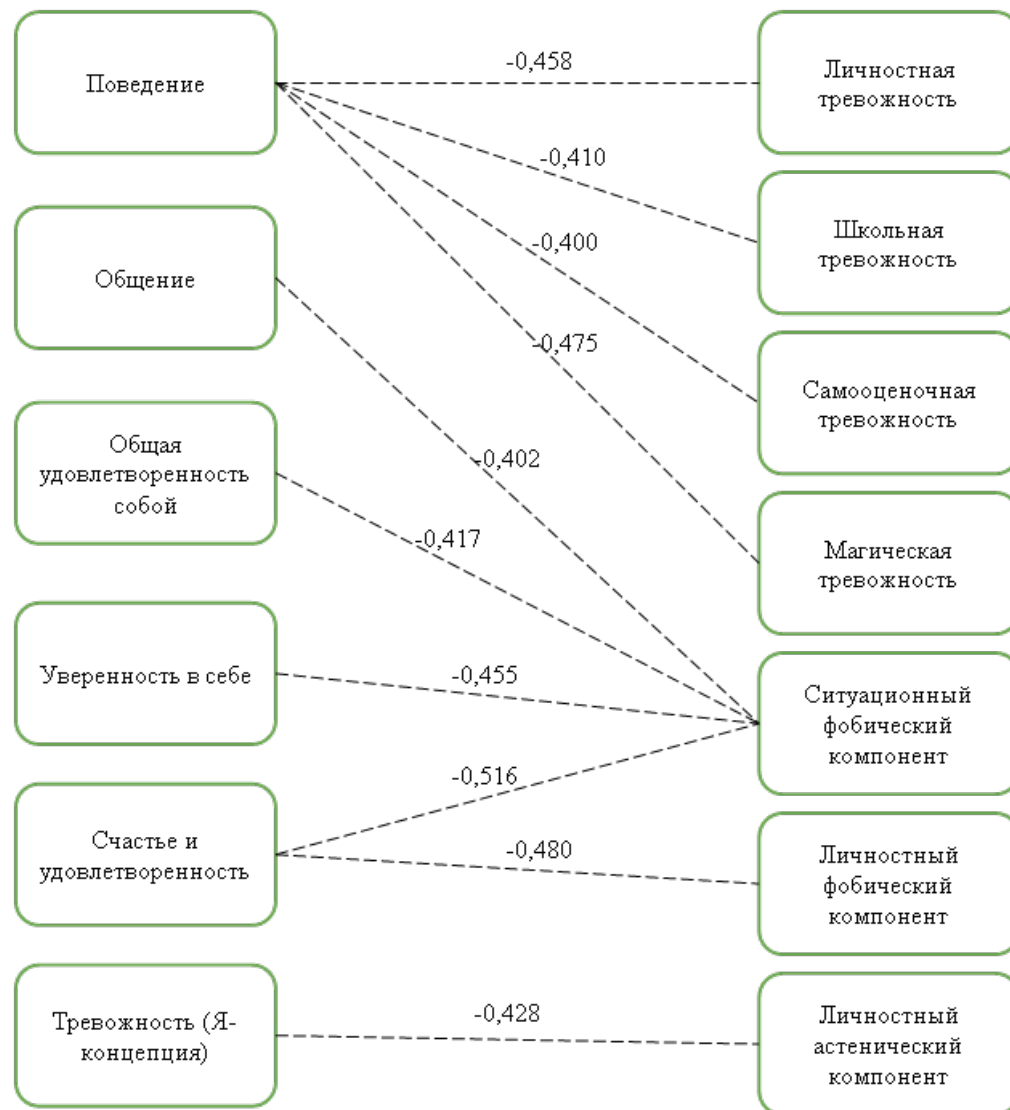 Поведение
-0,458
Личностная
тревожность
-0,410
Школьная
тревожность
Общение
-0,400
-0,475
Самооценочная
тревожность
Общая
удовлетворенность
собой
-0,402
-0,417
Магическая
тревожность
Уверенность в себе
-0,455
Ситуационный
фобический
компонент
-0,516
Счастье и
удовлетворенность
-0,480
Личностный
фобический
компонент
Тревожность (Я-
концепция)
-0,428
Личностный
астенический
компонент